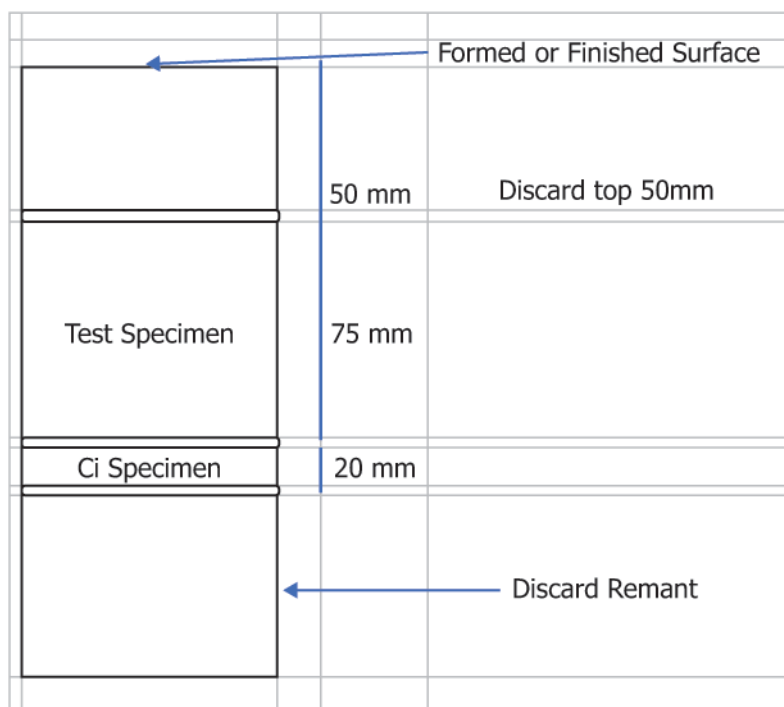 Formed or Finished Surface
50 mm
Discard top 50mm
Test Specimen
75 mm
Ci Specimen
20 mm
Discard Remant